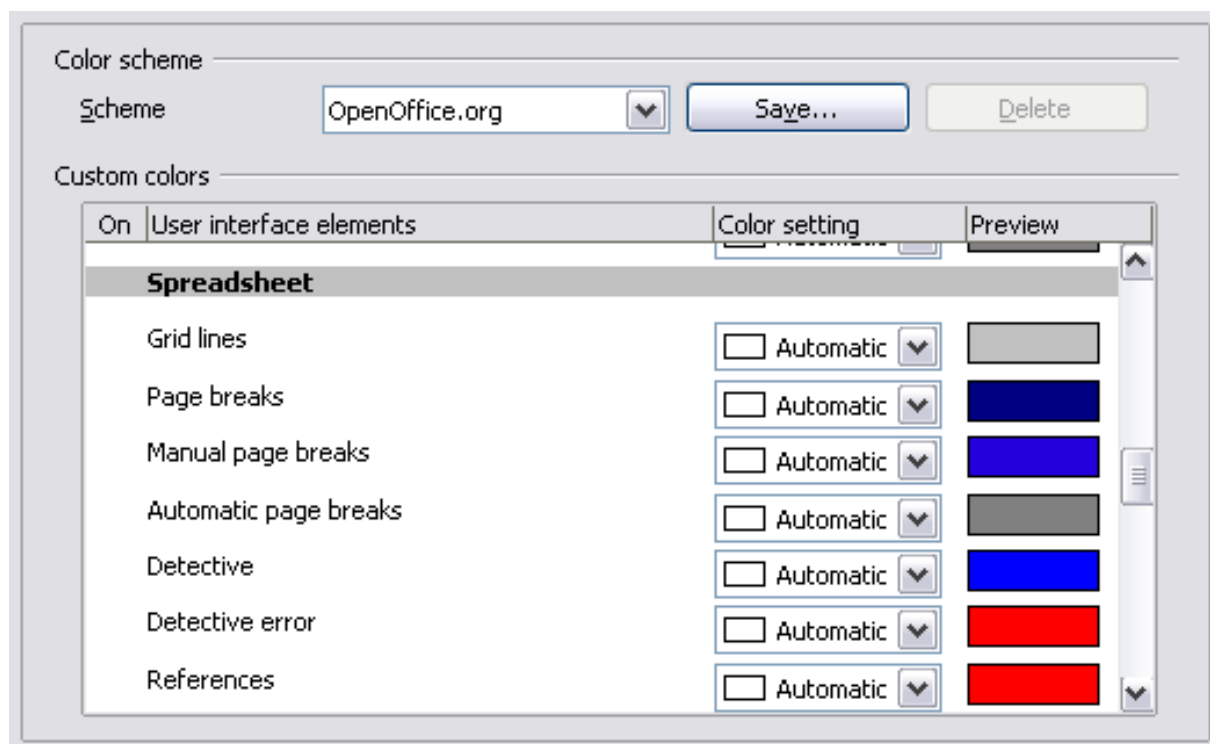 Color scheme
Scheme OpenOffice.org Save... Delete
Custom colors
On User interface elements Color setting Preview
Spreadsheet
Grid lines Automatic
Page breaks Automatic
Manual page breaks Automatic
Automatic page breaks Automatic
Detective Automatic
Detective error Automatic
References Automatic